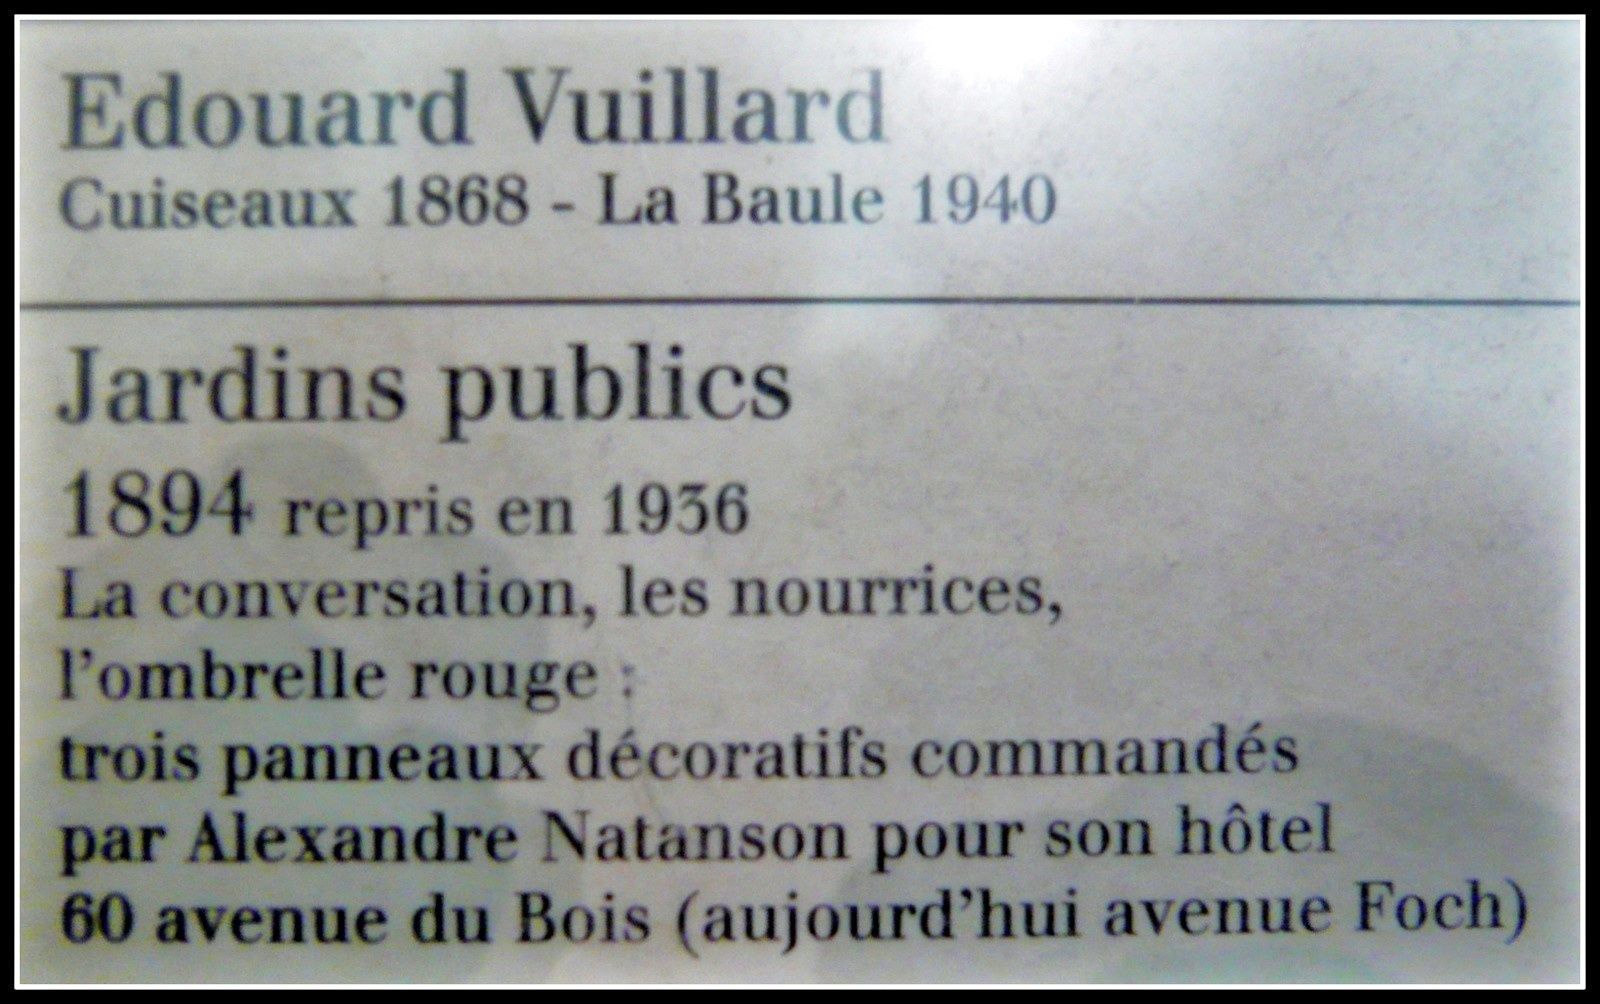 Edouard Vuillard
Cuiseaux 1868 - La Baule 1940
Jardins publics
1894 repris en 1936
La conversation, les nourrices,
l'ombrelle rouge :
trois panneaux décoratifs commandés
par Alexandre Natanson pour son hôtel
60 avenue du Bois (aujourd'hui avenue Foch)